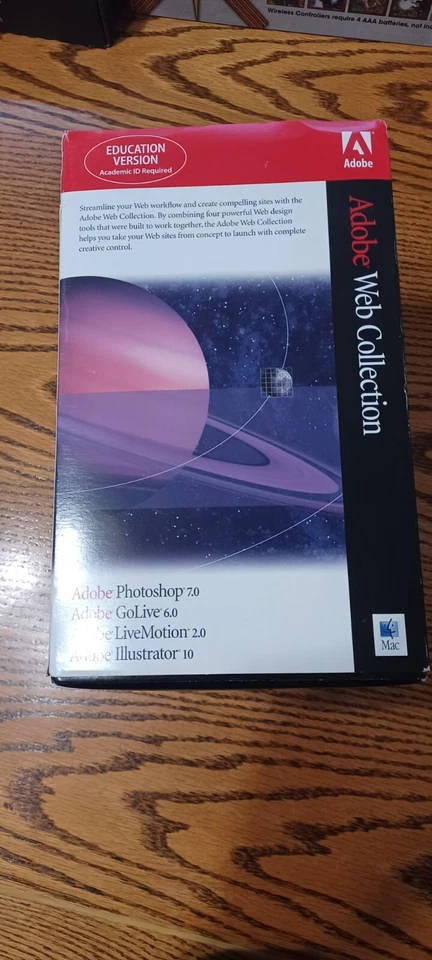 Wireless Controllers require 4 AAA batteries, not inc
EDUCATION
VERSION
Academic ID Required
Adobe
Streamline your Web workflow and create compelling sites with the
Adobe Web Collection. By combining four powerful Web design
tools that were built to work together, the Adobe Web Collection
helps you take your Web sites from concept to launch with complete
creative control.
Adobe Web Collection
Adobe Photoshop 7.0
Adobe GoLive 6.0
Adobe LiveMotion 2.0
Adobe Illustrator 10
Mac